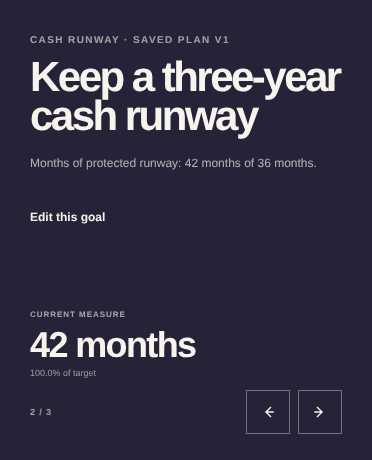 CASH RUNWAY · SAVED PLAN V1
Keep a three-year
cash runway
Months of protected runway: 42 months of 36 months.
Edit this goal
CURRENT MEASURE
42 months
100.0% of target
2 / 3